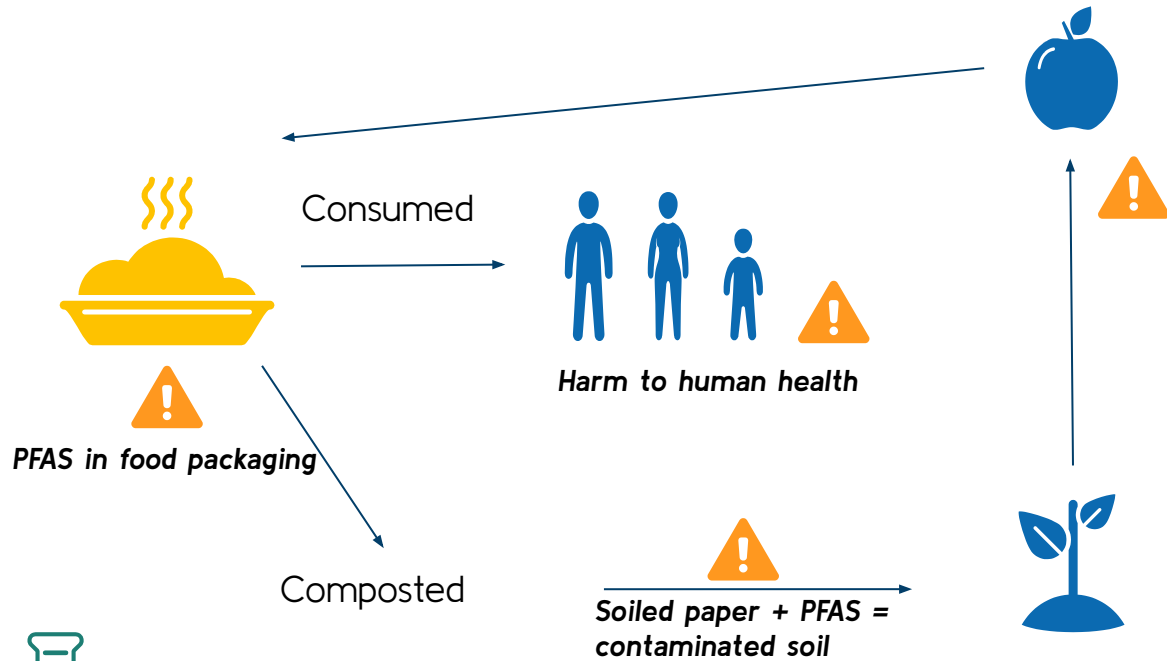 Consumed
Harm to human health
PFAS in food packaging
Composted
Soiled paper + PFAS =
contaminated soil